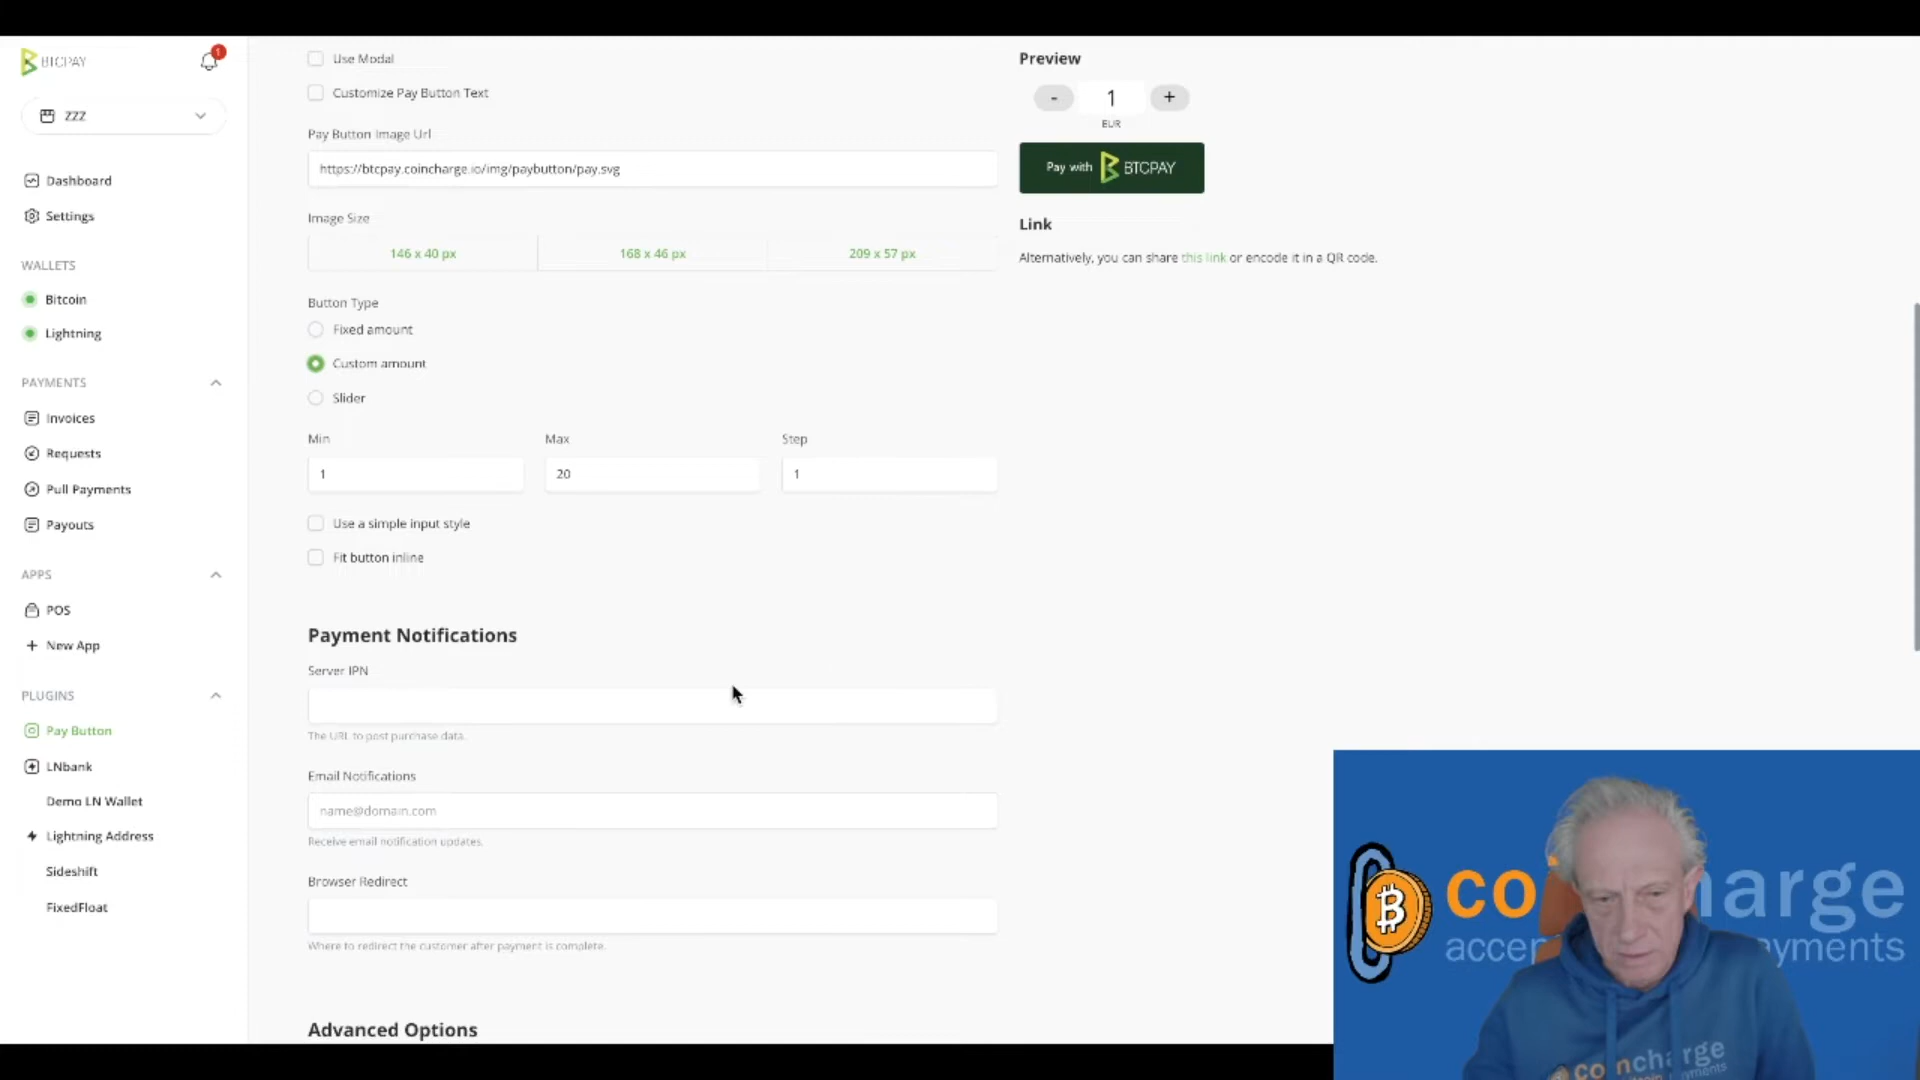 BTCPAY
1
ZZZ
Dashboard
Settings
WALLETS
Bitcoin
Lightning
PAYMENTS
Invoices
Requests
Pull Payments
Payouts
APPS
POS
+ New App
PLUGINS
Pay Button
LNbank
Demo LN Wallet
Lightning Address
Sideshift
FixedFloat
Use Modal
Customize Pay Button Text
Pay Button Image Url
https://btcpay.coincharge.io/img/paybutton/pay.svg
Image Size
146 x 40 px
168 x 46 px
209 x 57 px
Button Type
Fixed amount
Custom amount
Slider
Min
Max
Step
1
20
1
Use a simple input style
Fit button inline
Payment Notifications
Server IPN
The URL to post purchase data.
Email Notifications
name@domain.com
Receive email notification updates.
Browser Redirect
Where to redirect the customer after payment is complete.
Advanced Options
Preview
- 1 +
EUR
Pay with BTCPAY
Link
Alternatively, you can share this link or encode it in a QR code.
co arge
accep yments
coincharge